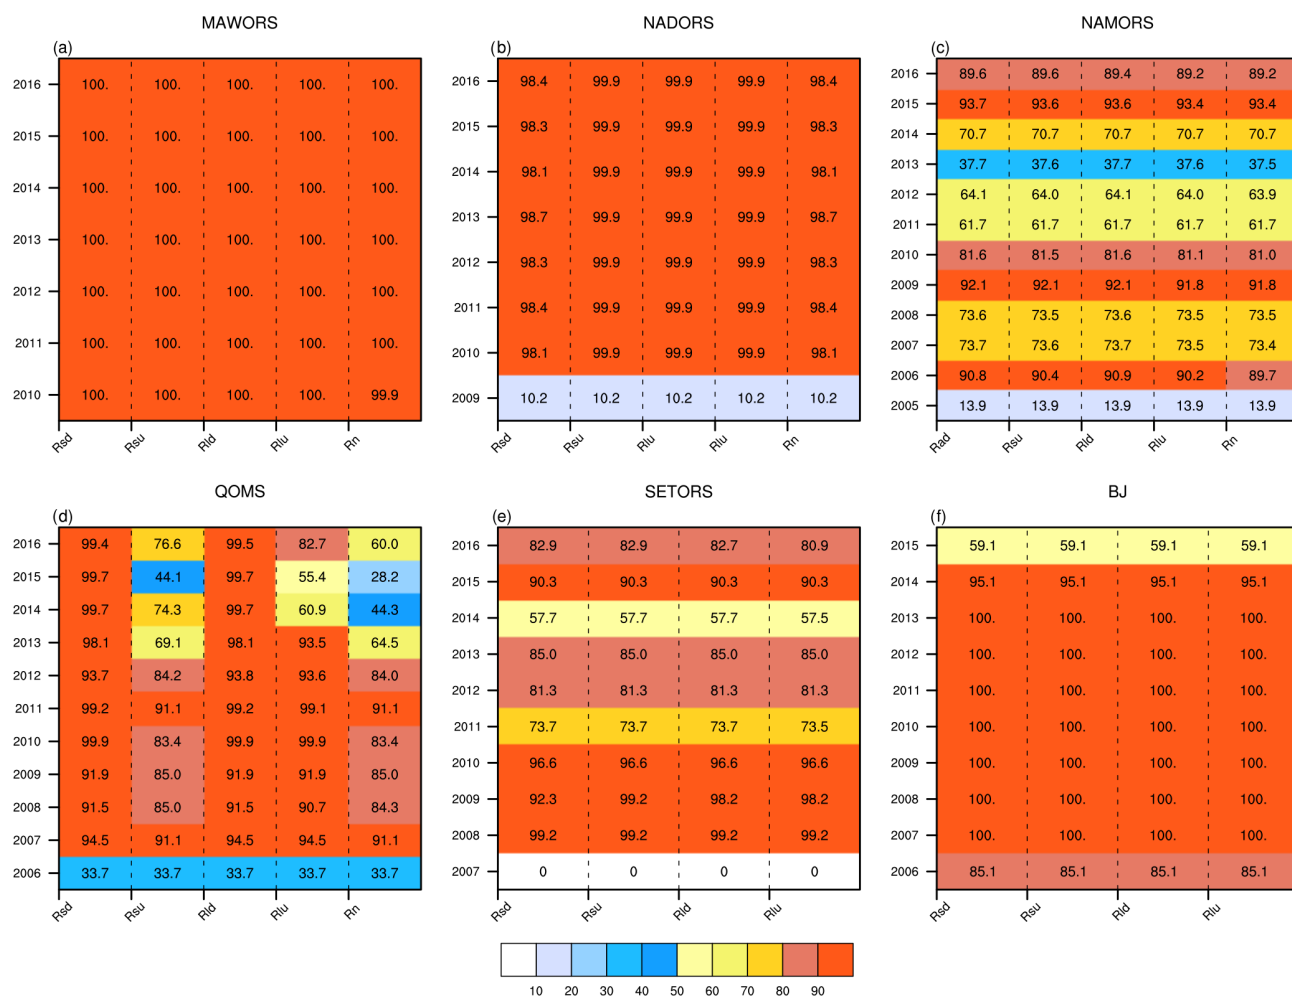 MAWORS
(a)
2016 100. 100. 100. 100. 100.
2015 100. 100. 100. 100. 100.
2014 100. 100. 100. 100. 100.
2013 100. 100. 100. 100. 100.
2012 100. 100. 100. 100. 100.
2011 100. 100. 100. 100. 100.
2010 100. 100. 100. 100. 99.9
Rsd Rsu Rld Rlu Rn
NADORS
(b)
2016 98.4 99.9 99.9 99.9 98.4
2015 98.3 99.9 99.9 99.9 98.3
2014 98.1 99.9 99.9 99.9 98.1
2013 98.7 99.9 99.9 99.9 98.7
2012 98.3 99.9 99.9 99.9 98.3
2011 98.4 99.9 99.9 99.9 98.4
2010 98.1 99.9 99.9 99.9 98.1
2009 10.2 10.2 10.2 10.2 10.2
Rsd Rsu Rlu Rlu Rn
NAMORS
(c)
2016 89.6 89.6 89.4 89.2 89.2
2015 93.7 93.6 93.6 93.4 93.4
2014 70.7 70.7 70.7 70.7 70.7
2013 37.7 37.6 37.7 37.6 37.5
2012 64.1 64.0 64.1 64.0 63.9
2011 61.7 61.7 61.7 61.7 61.7
2010 81.6 81.5 81.6 81.1 81.0
2009 92.1 92.1 92.1 91.8 91.8
2008 73.6 73.5 73.6 73.5 73.5
2007 73.7 73.6 73.7 73.5 73.4
2006 90.8 90.4 90.9 90.2 89.7
2005 13.9 13.9 13.9 13.9 13.9
Rad Rsu Rld Rlu Rn
QOMS
(d)
2016 99.4 76.6 99.5 82.7 60.0
2015 99.7 44.1 99.7 55.4 28.2
2014 99.7 74.3 99.7 60.9 44.3
2013 98.1 69.1 98.1 93.5 64.5
2012 93.7 84.2 93.8 93.6 84.0
2011 99.2 91.1 99.2 99.1 91.1
2010 99.9 83.4 99.9 99.9 83.4
2009 91.9 85.0 91.9 91.9 85.0
2008 91.5 85.0 91.5 90.7 84.3
2007 94.5 91.1 94.5 94.5 91.1
2006 33.7 33.7 33.7 33.7 33.7
Rsd Rsu Rld Rlu Rn
SETORS
(e)
2016 82.9 82.9 82.7 80.9
2015 90.3 90.3 90.3 90.3
2014 57.7 57.7 57.7 57.5
2013 85.0 85.0 85.0 85.0
2012 81.3 81.3 81.3 81.3
2011 73.7 73.7 73.7 73.5
2010 96.6 96.6 96.6 96.6
2009 92.3 99.2 98.2 98.2
2008 99.2 99.2 99.2 99.2
2007 0 0 0 0
Rsd Rsu Rld Rlu
BJ
(f)
2015 59.1 59.1 59.1 59.1
2014 95.1 95.1 95.1 95.1
2013 100. 100. 100. 100.
2012 100. 100. 100. 100.
2011 100. 100. 100. 100.
2010 100. 100. 100. 100.
2009 100. 100. 100. 100.
2008 100. 100. 100. 100.
2007 100. 100. 100. 100.
2006 85.1 85.1 85.1 85.1
Rsd Rsu Rld Rlu
10 20 30 40 50 60 70 80 90